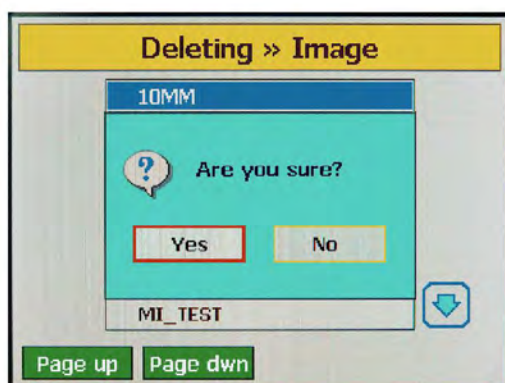 Deleting » Image
10MM
Are you sure?
Yes No
MI_TEST
Page up Page dwn